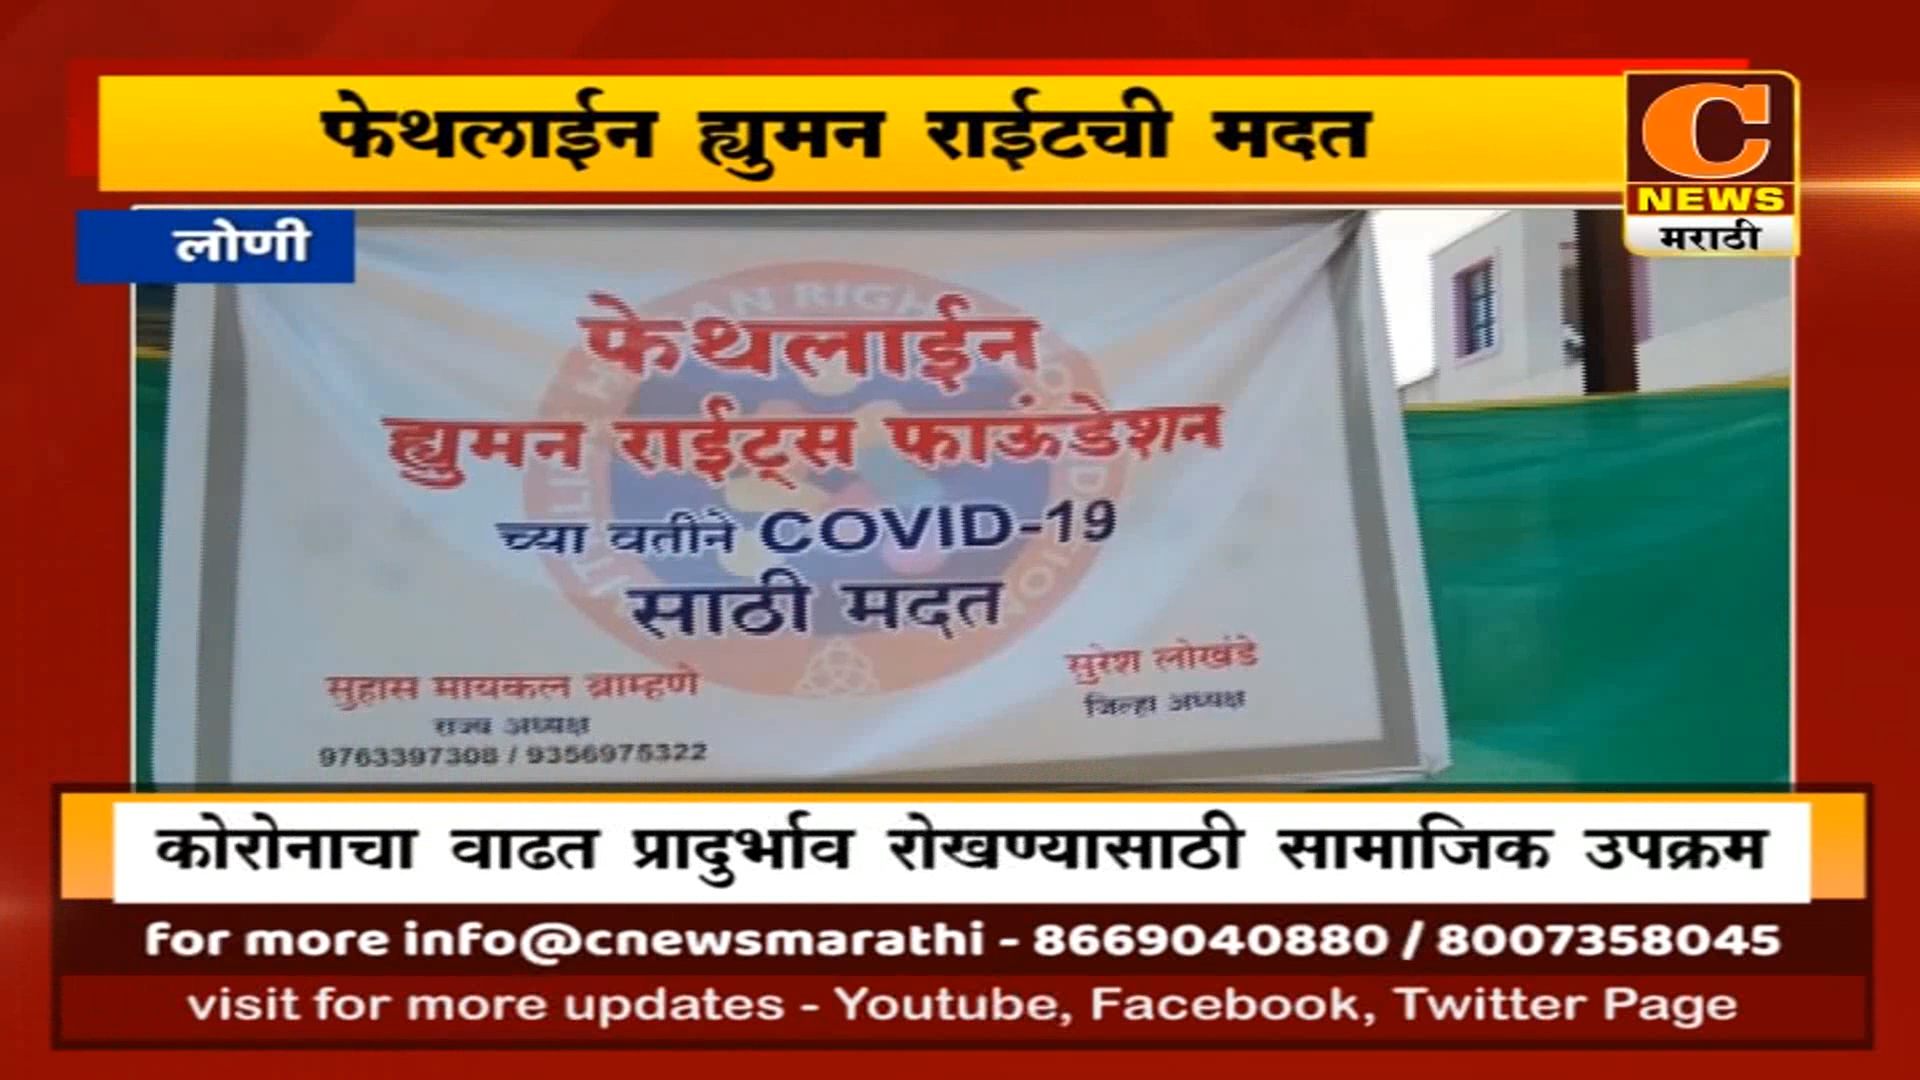 फेथलाईन ह्युमन राईटची मदत
C
NEWS
मराठी
लोणी
फेथलाईन
ह्युमन राईट्स फाऊंडेशन
च्या वतीने COVID-19
साठी मदत
सुहास मायकल ब्राम्हणे
राज्य अध्यक्ष
9763397308 / 9356975322
सुरेश लोखंडे
जिल्हा अध्यक्ष
कोरोनाचा वाढत प्रादुर्भाव रोखण्यासाठी सामाजिक उपक्रम
for more info@cnewsmarathi - 8669040880 / 8007358045
visit for more updates - Youtube, Facebook, Twitter Page